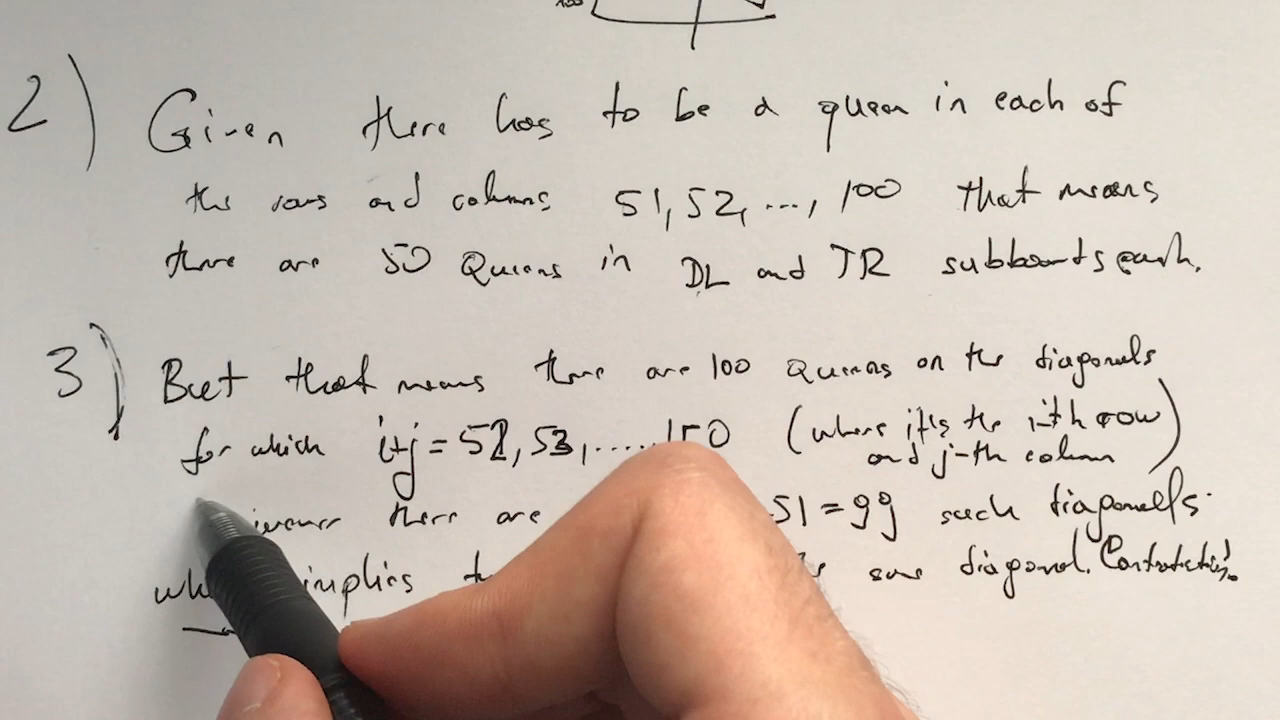 2) Given there has to be a queen in each of
the rows and columns 51, 52, ..., 100 that means
there are 50 Queens in DL and TR subboards each.
3) But that means there are 100 Queens on the diagonals
for which i+j = 52, 53, ....., 150 (where it's the i-th row
and j-th column)
there are 51 = 99 such diagonals.
implies same diagonal. Contradiction!